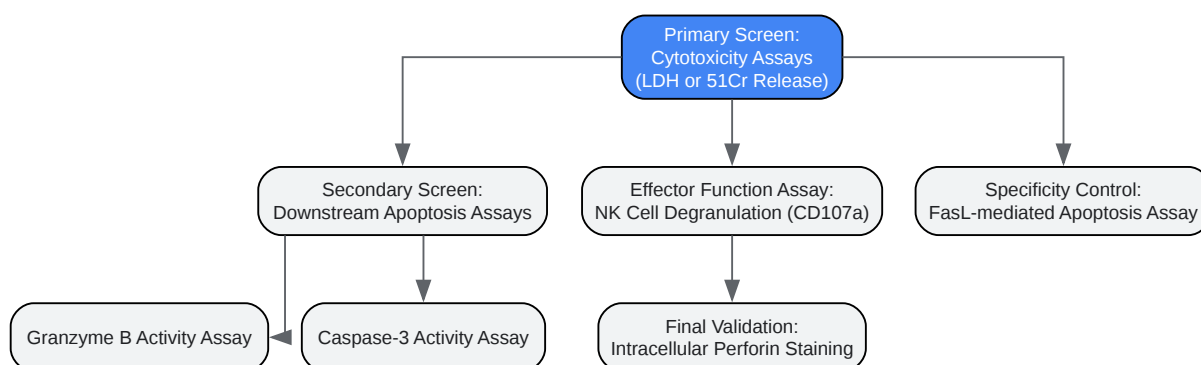 Primary Screen:
Cytotoxicity Assays
(LDH or 51Cr Release)
Secondary Screen:
Downstream Apoptosis Assays
Effector Function Assay:
NK Cell Degranulation (CD107a)
Specificity Control:
FasL-mediated Apoptosis Assay
Granzyme B Activity Assay
Caspase-3 Activity Assay
Final Validation:
Intracellular Perforin Staining